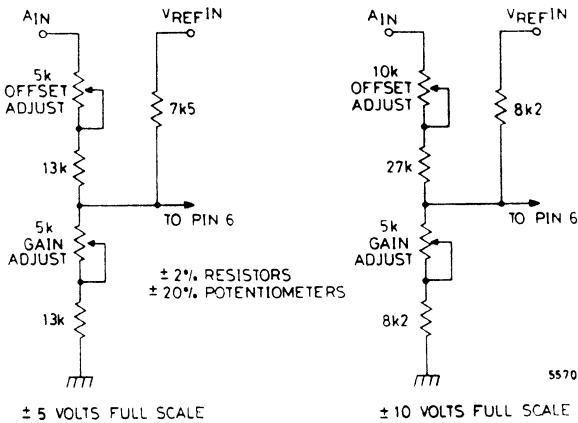 AIN
VREFIN
5k
OFFSET
ADJUST
7k5
13k
TO PIN 6
5k
GAIN
ADJUST
13k
± 5 VOLTS FULL SCALE
± 2% RESISTORS
± 20% POTENTIOMETERS
AIN
VREFIN
10k
OFFSET
ADJUST
8k2
27k
TO PIN 6
5k
GAIN
ADJUST
8k2
5570
± 10 VOLTS FULL SCALE